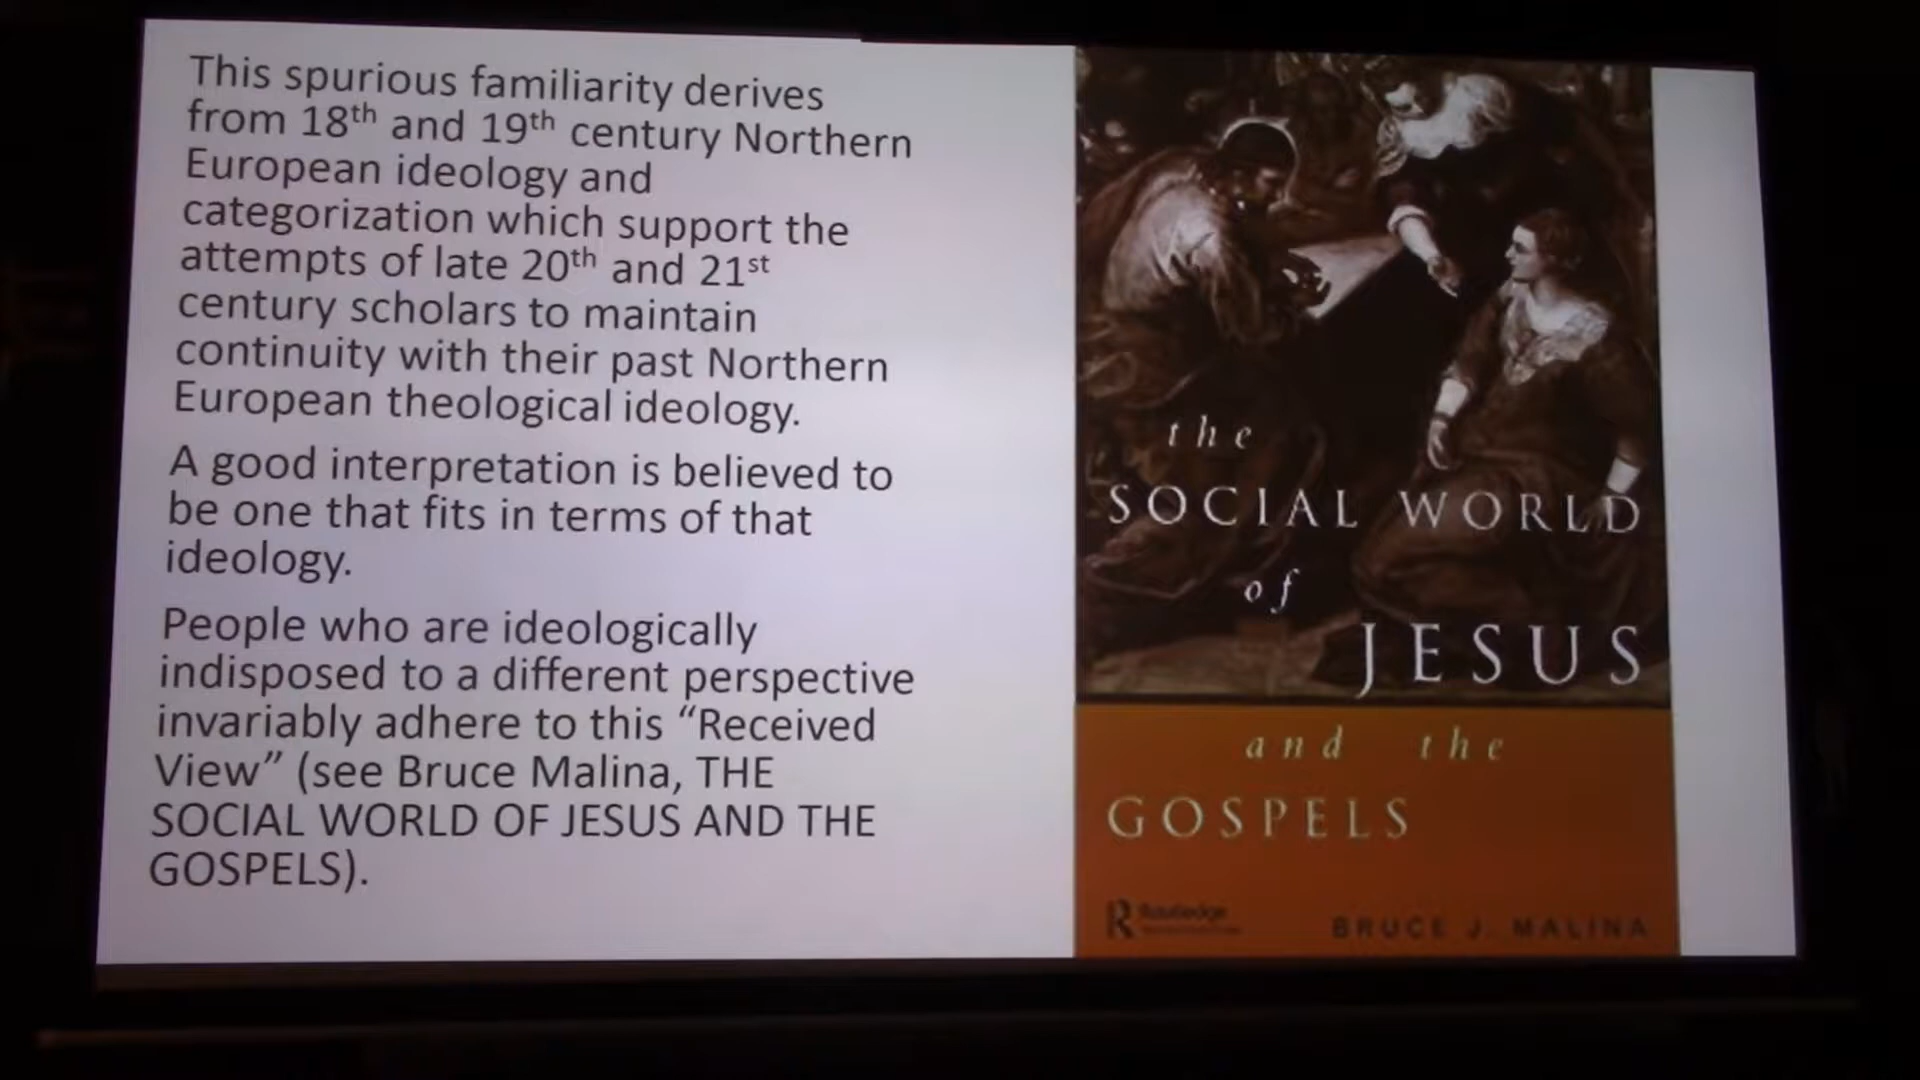 This spurious familiarity derives
from 18th and 19th century Northern
European ideology and
categorization which support the
attempts of late 20th and 21st
century scholars to maintain
continuity with their past Northern
European theological ideology.
A good interpretation is believed to
be one that fits in terms of that
ideology.
People who are ideologically
indisposed to a different perspective
invariably adhere to this “Received
View” (see Bruce Malina, THE
SOCIAL WORLD OF JESUS AND THE
GOSPELS).
the
SOCIAL WORLD
of
JESUS
and the
GOSPELS
R Routledge
BRUCE J. MALINA